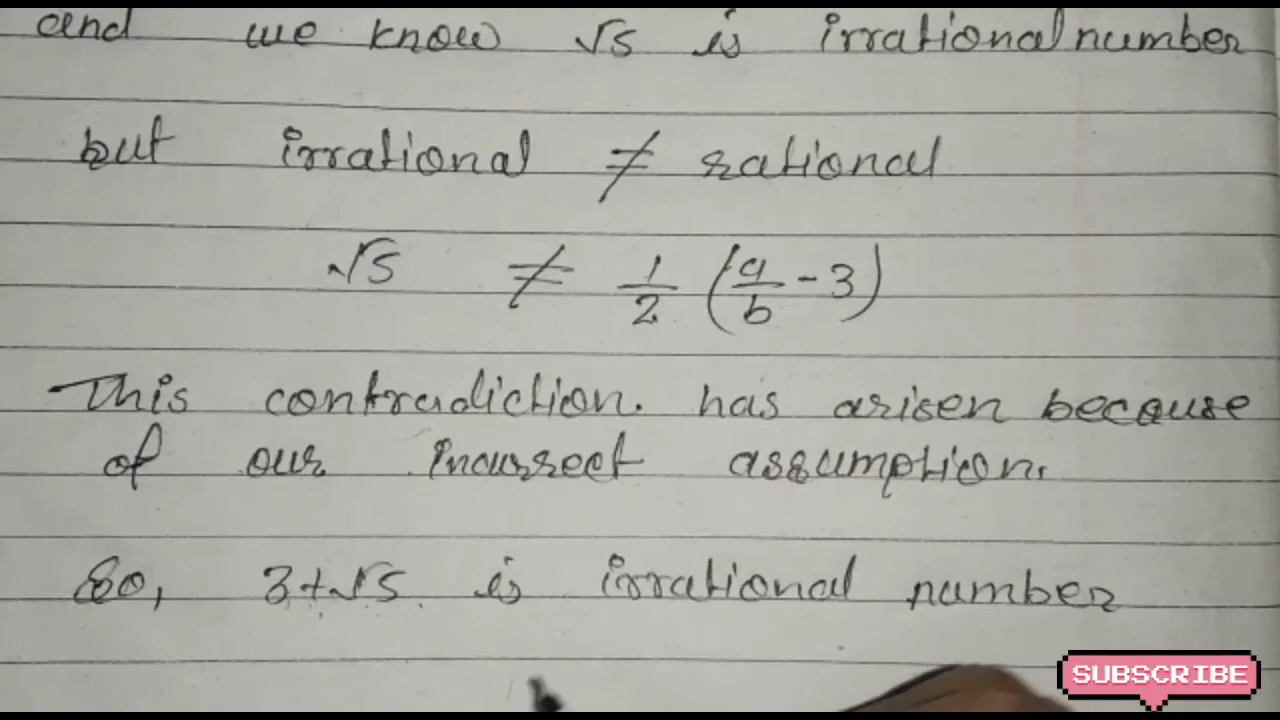 and we know √5 is irrational number
but irrational ≠ rational
√5 ≠ 1/2 (a/b - 3)
This contradiction. has arisen because
of our incurrect assumption.
So, 3+√5 is irrational number
SUBSCRIBE